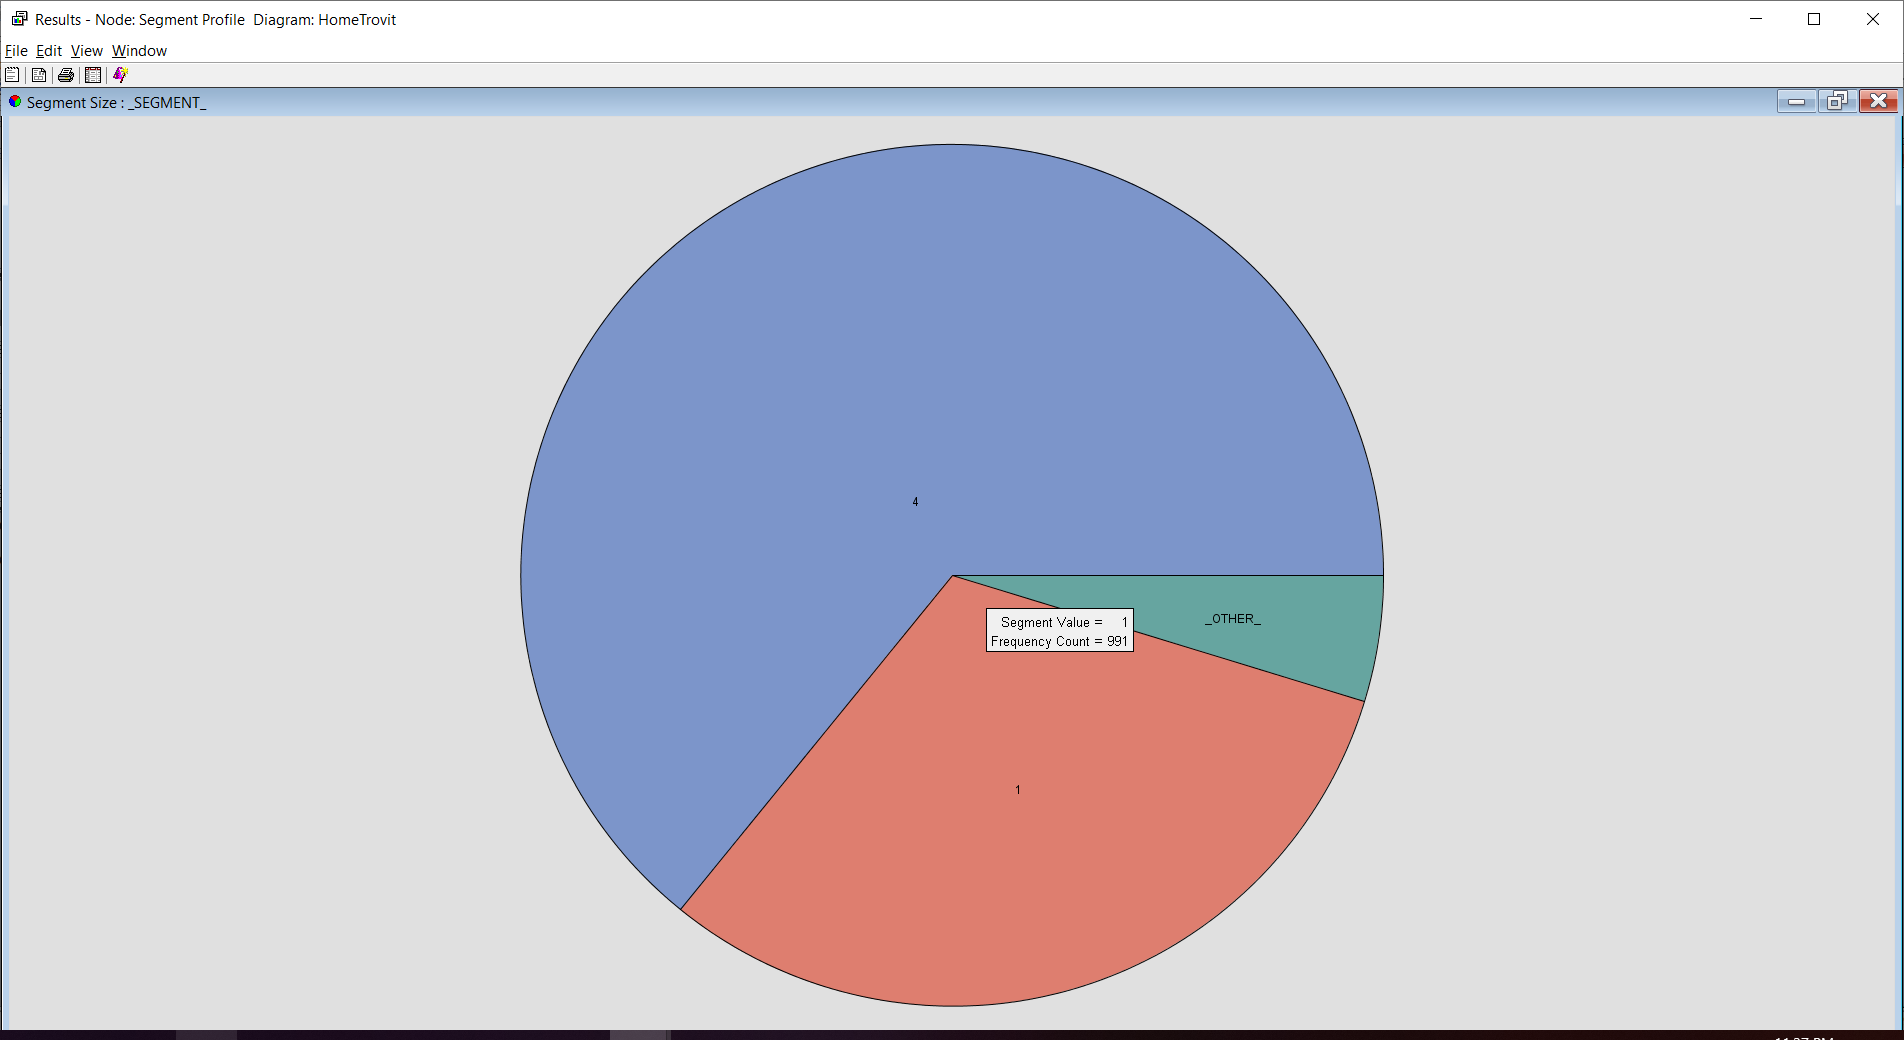 Results - Node: Segment Profile  Diagram: HomeTrovit
File Edit View Window
Segment Size : _SEGMENT_
4
Segment Value = 1
Frequency Count = 991
_OTHER_
1